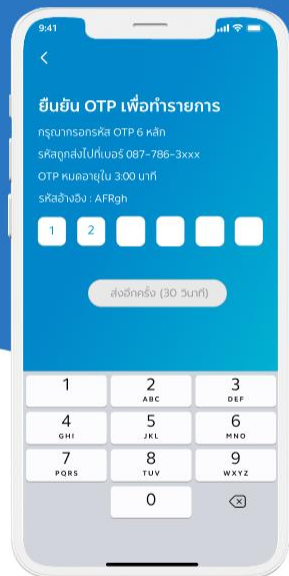 9:41
ยืนยัน OTP เพื่อทำรายการ
กรุณากรอกรหัส OTP 6 หลัก
รหัสถูกส่งไปที่เบอร์ 087-786-3xxx
OTP หมดอายุใน 3:00 นาที
รหัสอ้างอิง : AFRgh
1 2
ส่งอีกครั้ง (30 วินาที)
1 2 3
ABC DEF
4 5 6
GHI JKL MNO
7 8 9
PQRS TUV WXYZ
0